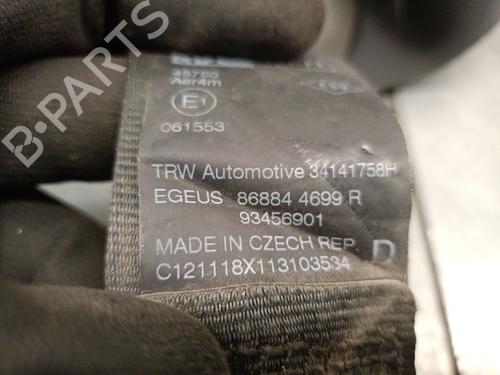 45750
Aer4m
E1
061553
TRW Automotive 34141758H
EGEUS 86884 4699 R
93456901
MADE IN CZECH REP. D
C121118X113103534
B-PARTS